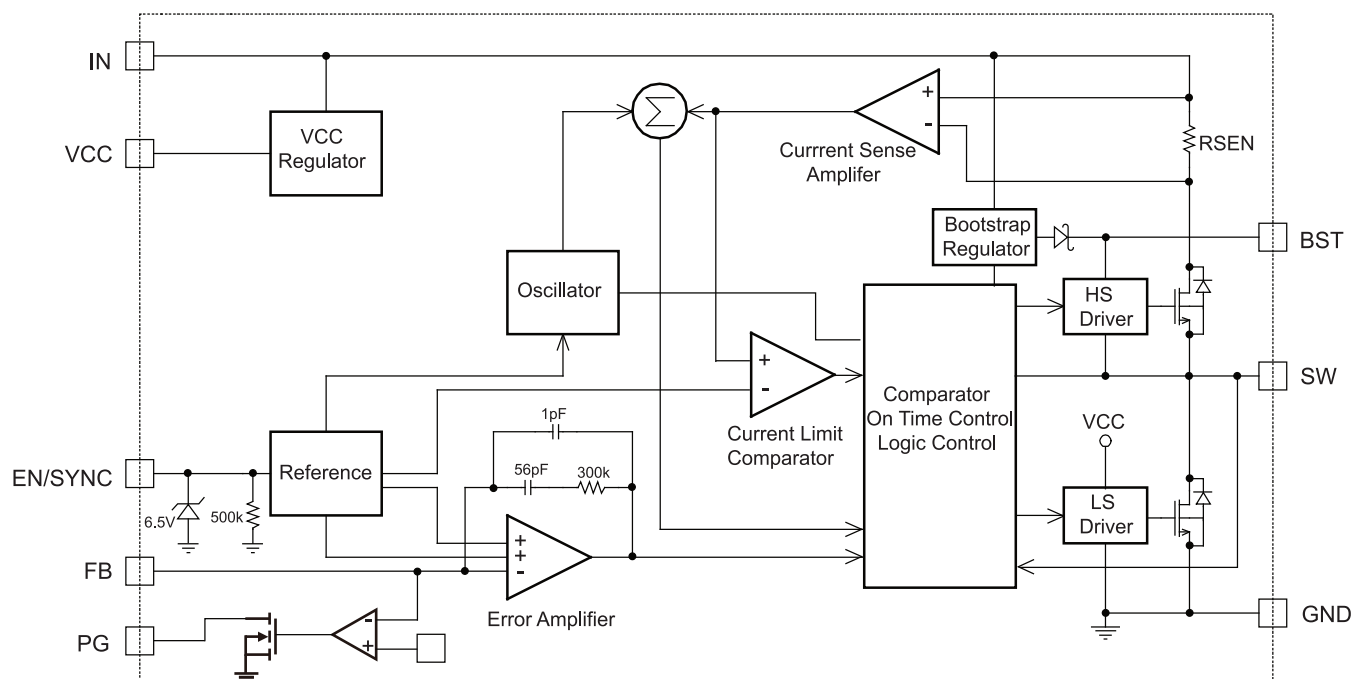 IN
VCC
VCC
Regulator
Σ
+
-
Currrent Sense
Amplifer
RSEN
Bootstrap
Regulator
BST
Oscillator
HS
Driver
+
-
Current Limit
Comparator
Comparator
On Time Control
Logic Control
SW
VCC
1pF
56pF
300k
EN/SYNC
Reference
6.5V
500k
LS
Driver
+
+
-
Error Amplifier
FB
PG
-
+
GND